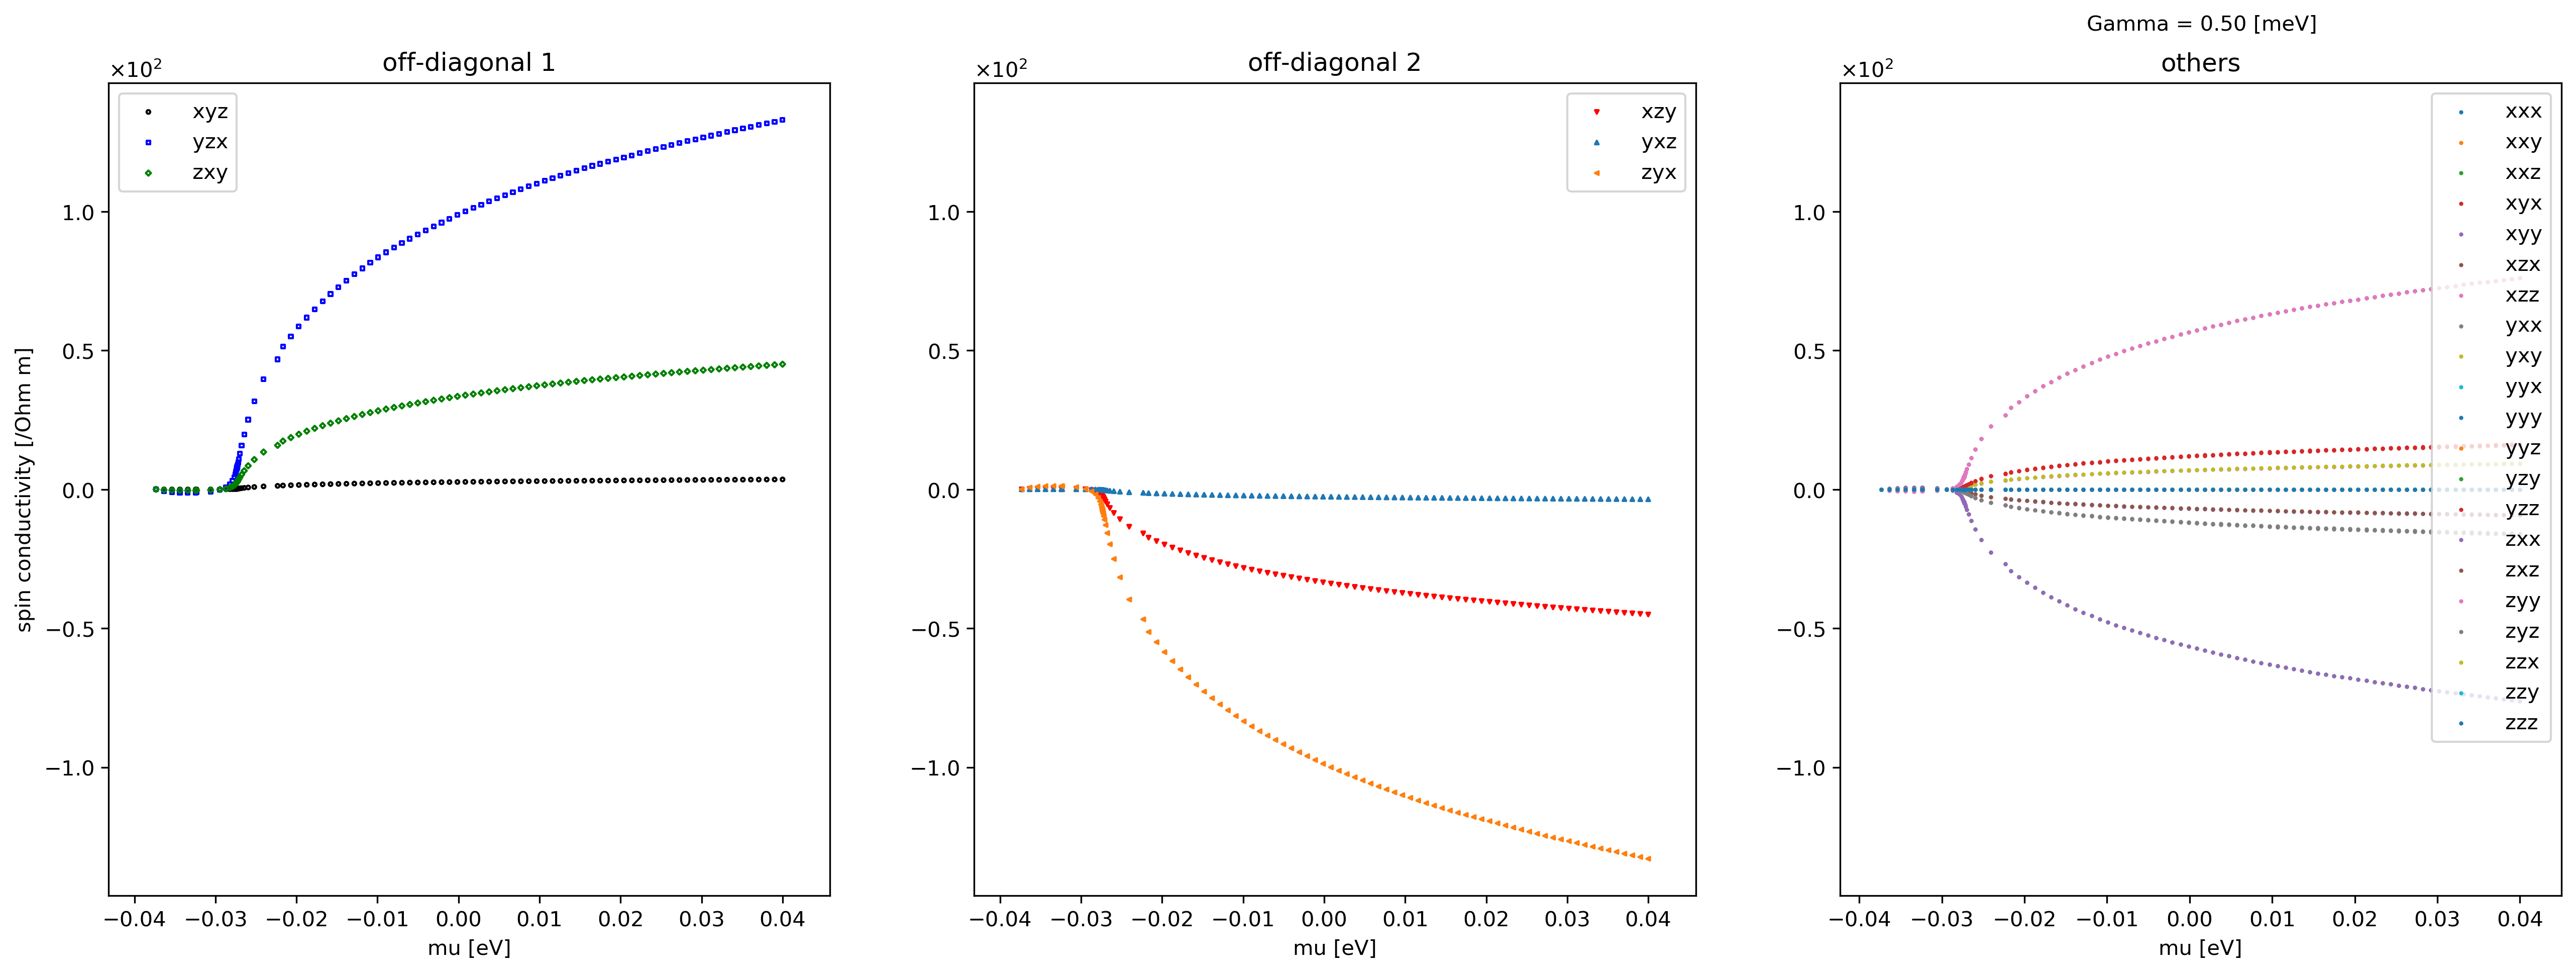 Gamma = 0.50 [meV]
off-diagonal 1
off-diagonal 2
others
×10²
×10²
×10²
xyz
yzx
zxy
xzy
yxz
zyx
xxx
xxy
xxz
xyx
xyy
xzx
xzz
yxx
yxy
yyx
yyy
yyz
yzy
yzz
zxx
zxz
zyy
zyz
zzx
zzy
zzz
spin conductivity [/Ohm m]
1.0
0.5
0.0
−0.5
−1.0
1.0
0.5
0.0
−0.5
−1.0
1.0
0.5
0.0
−0.5
−1.0
−0.04 −0.03 −0.02 −0.01 0.00 0.01 0.02 0.03 0.04
−0.04 −0.03 −0.02 −0.01 0.00 0.01 0.02 0.03 0.04
−0.04 −0.03 −0.02 −0.01 0.00 0.01 0.02 0.03 0.04
mu [eV]
mu [eV]
mu [eV]